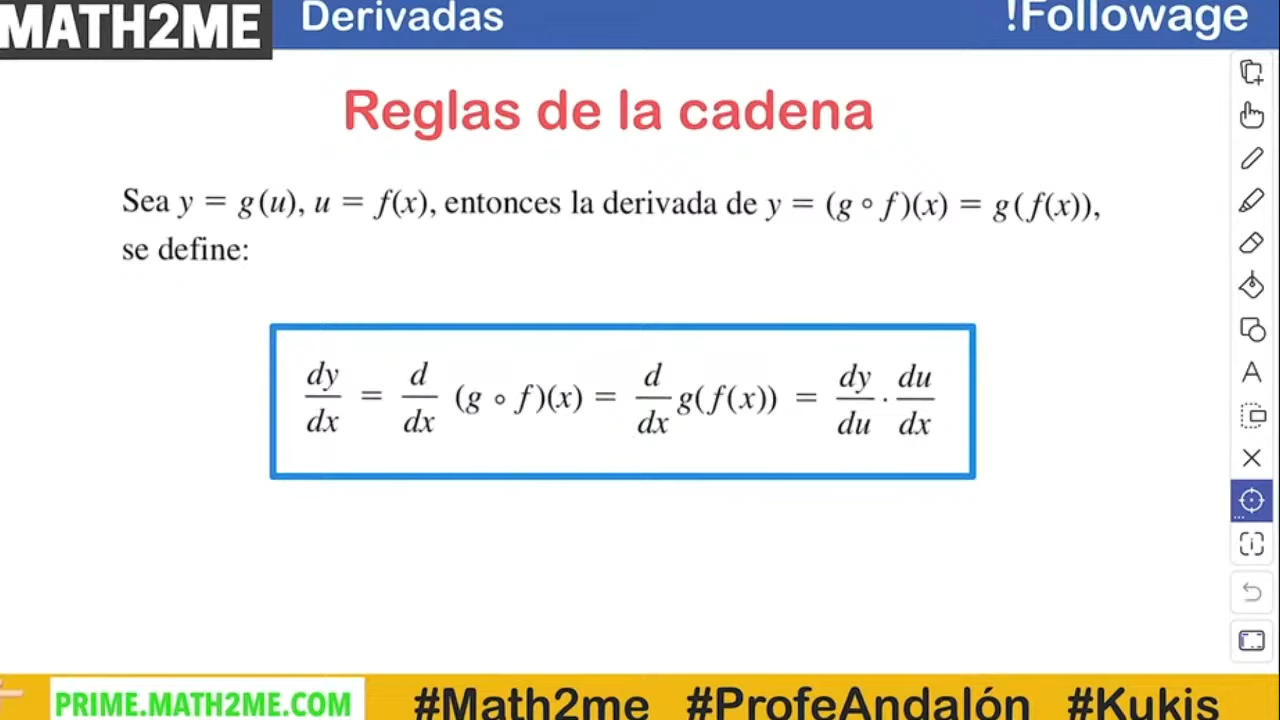 MATH2ME Derivadas !Followage
Reglas de la cadena
Sea y = g(u), u = f(x), entonces la derivada de y = (g ∘ f)(x) = g(f(x)),
se define:
dy/dx = d/dx (g ∘ f)(x) = d/dx g(f(x)) = dy/du · du/dx
PRIME.MATH2ME.COM #Math2me #ProfeAndalón #Kukis